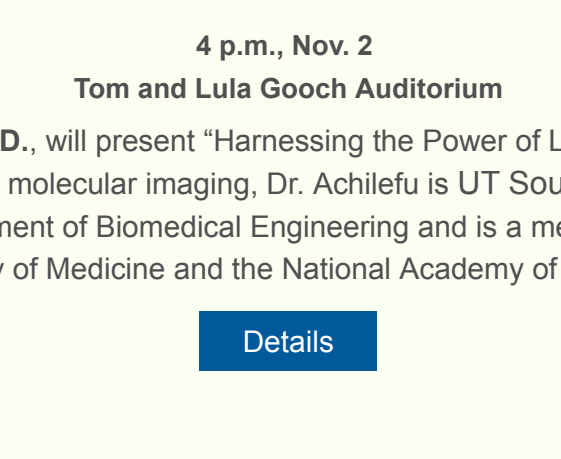 4 p.m., Nov. 2
Tom and Lula Gooch Auditorium
D., will present “Harnessing the Power of L
molecular imaging, Dr. Achilefu is UT Sou
ment of Biomedical Engineering and is a me
y of Medicine and the National Academy of
Details